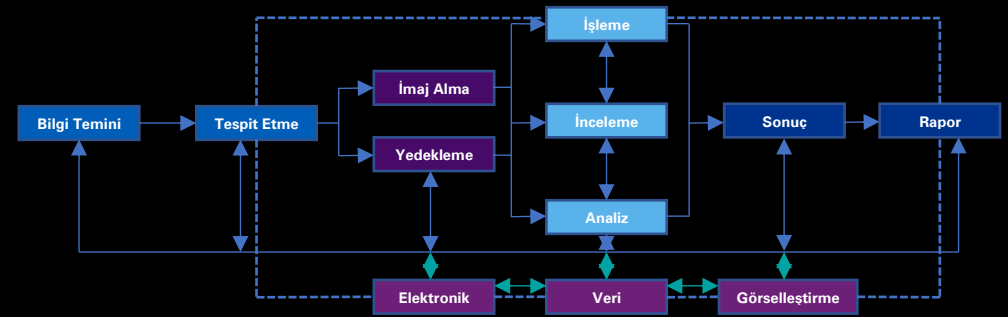 İşleme
İmaj Alma
Bilgi Temini
Tespit Etme
İnceleme
Sonuç
Rapor
Yedekleme
Analiz
Elektronik
Veri
Görselleştirme